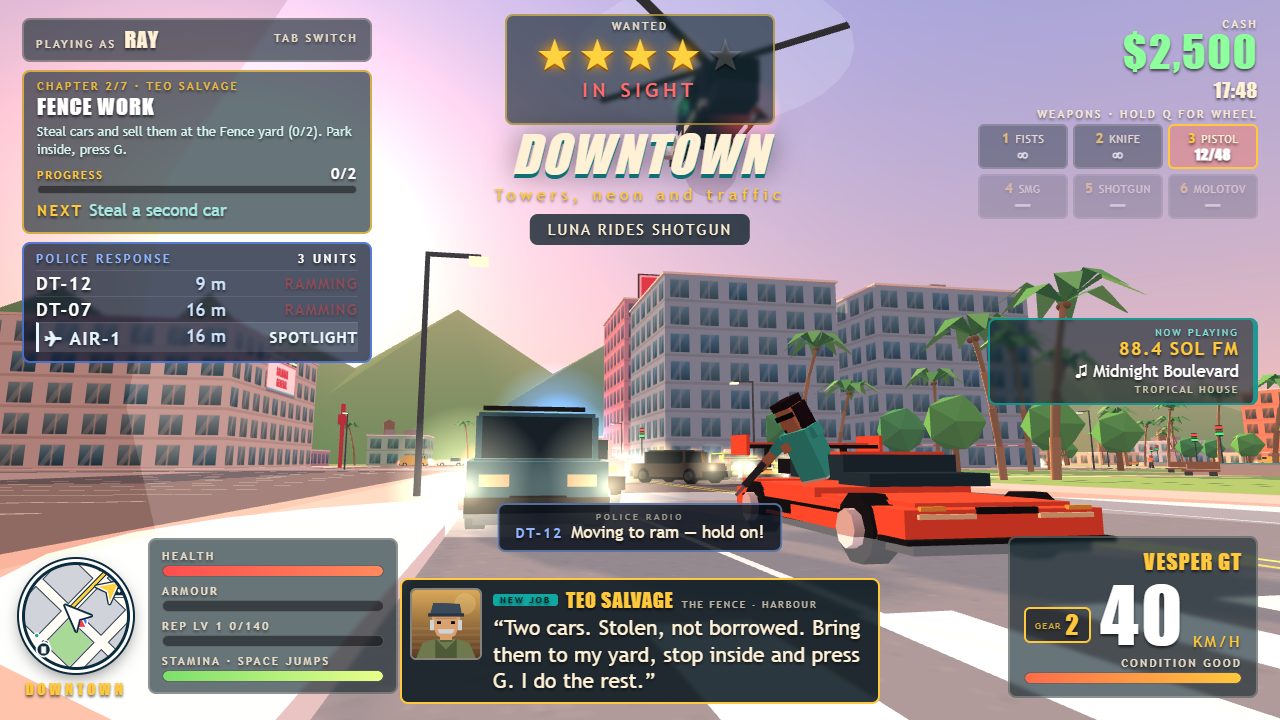 PLAYING AS RAY
TAB SWITCH
CHAPTER 2/7 · TEO SALVAGE
FENCE WORK
Steal cars and sell them at the Fence yard (0/2). Park
inside, press G.
PROGRESS 0/2
NEXT Steal a second car
POLICE RESPONSE 3 UNITS
DT-12 9 m RAMMING
DT-07 16 m RAMMING
AIR-1 16 m SPOTLIGHT
WANTED
IN SIGHT
DOWNTOWN
Towers, neon and traffic
LUNA RIDES SHOTGUN
CASH
$2,500
17:48
WEAPONS · HOLD Q FOR WHEEL
1 FISTS ∞
2 KNIFE ∞
3 PISTOL 12/48
4 SMG —
5 SHOTGUN —
6 MOLOTOV —
NOW PLAYING
88.4 SOL FM
♫ Midnight Boulevard
TROPICAL HOUSE
POLICE RADIO
DT-12 Moving to ram — hold on!
HEALTH
ARMOUR
REP LV 1 0/140
STAMINA · SPACE JUMPS
DOWNTOWN
NEW JOB TEO SALVAGE THE FENCE · HARBOUR
“Two cars. Stolen, not borrowed. Bring
them to my yard, stop inside and press
G. I do the rest.”
VESPER GT
GEAR 2 40 KM/H
CONDITION GOOD